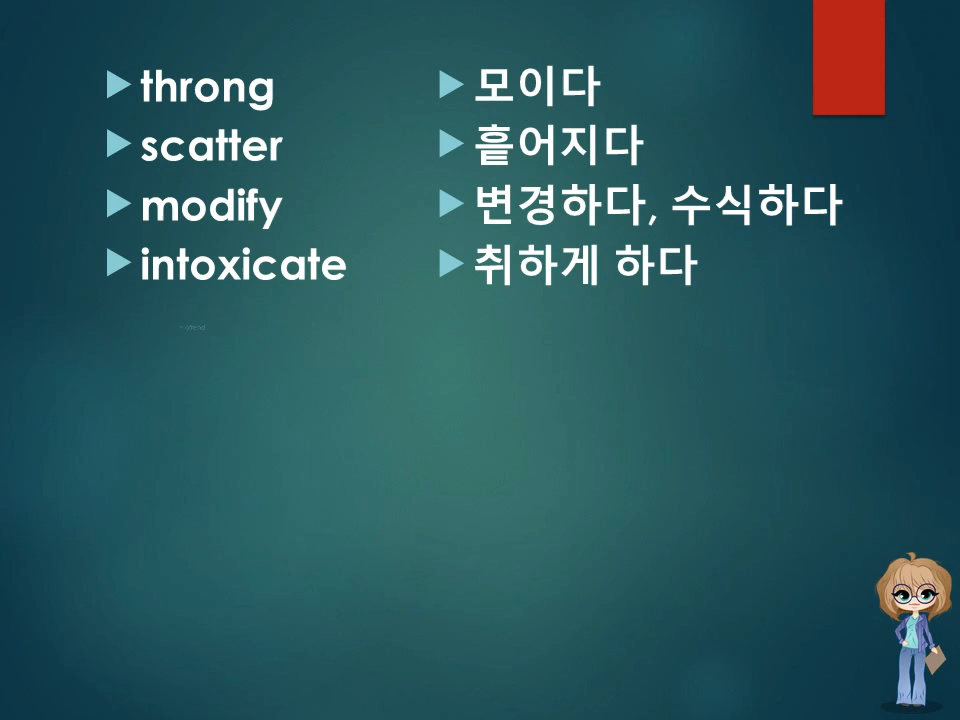 throng
scatter
modify
intoxicate
모이다
흩어지다
변경하다, 수식하다
취하게 하다